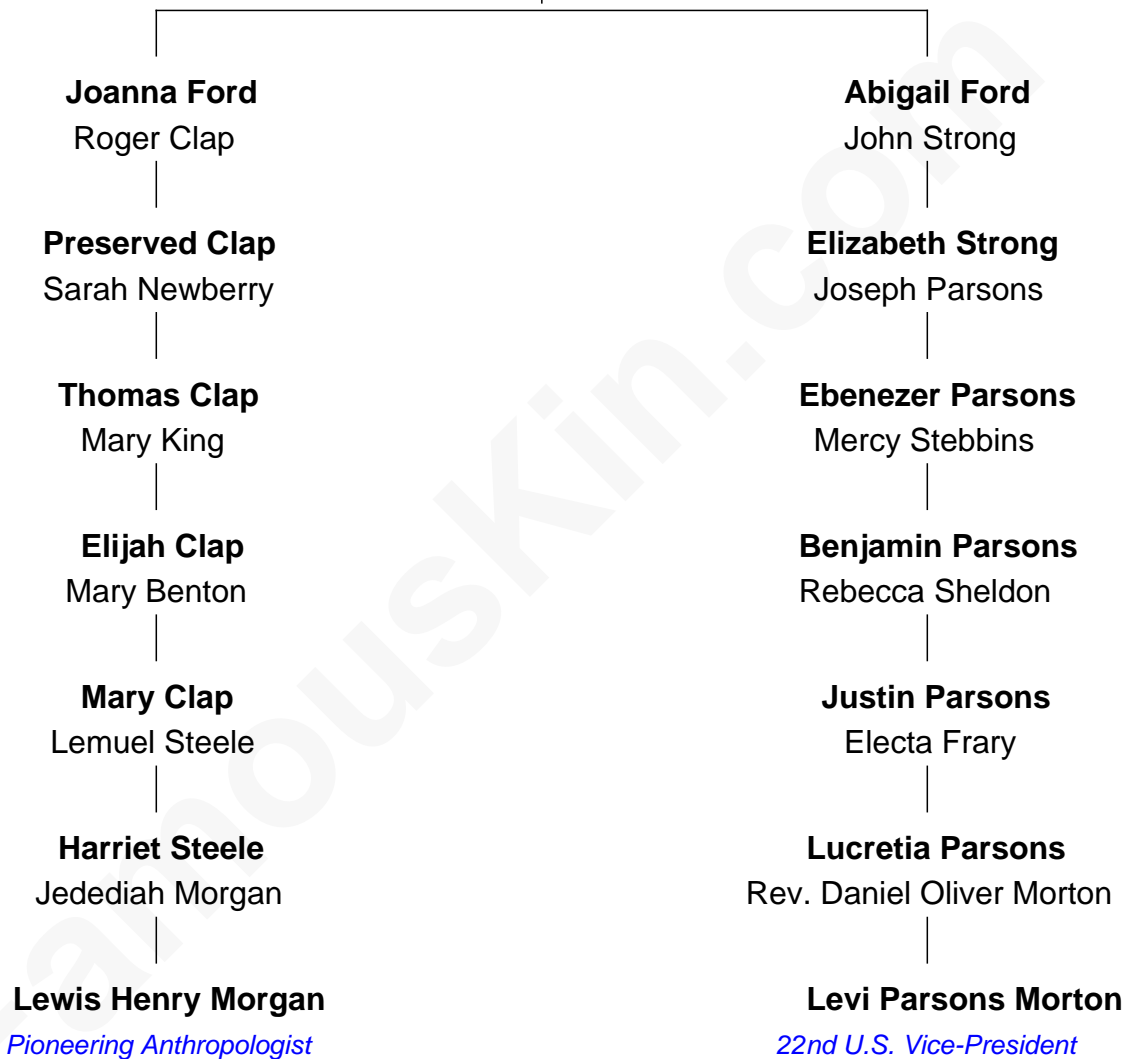 Joanna Ford
Roger Clap
Preserved Clap
Sarah Newberry
Thomas Clap
Mary King
Elijah Clap
Mary Benton
Mary Clap
Lemuel Steele
Harriet Steele
Jedediah Morgan
Lewis Henry Morgan
Pioneering Anthropologist
Abigail Ford
John Strong
Elizabeth Strong
Joseph Parsons
Ebenezer Parsons
Mercy Stebbins
Benjamin Parsons
Rebecca Sheldon
Justin Parsons
Electa Frary
Lucretia Parsons
Rev. Daniel Oliver Morton
Levi Parsons Morton
22nd U.S. Vice-President
FamousKin.com